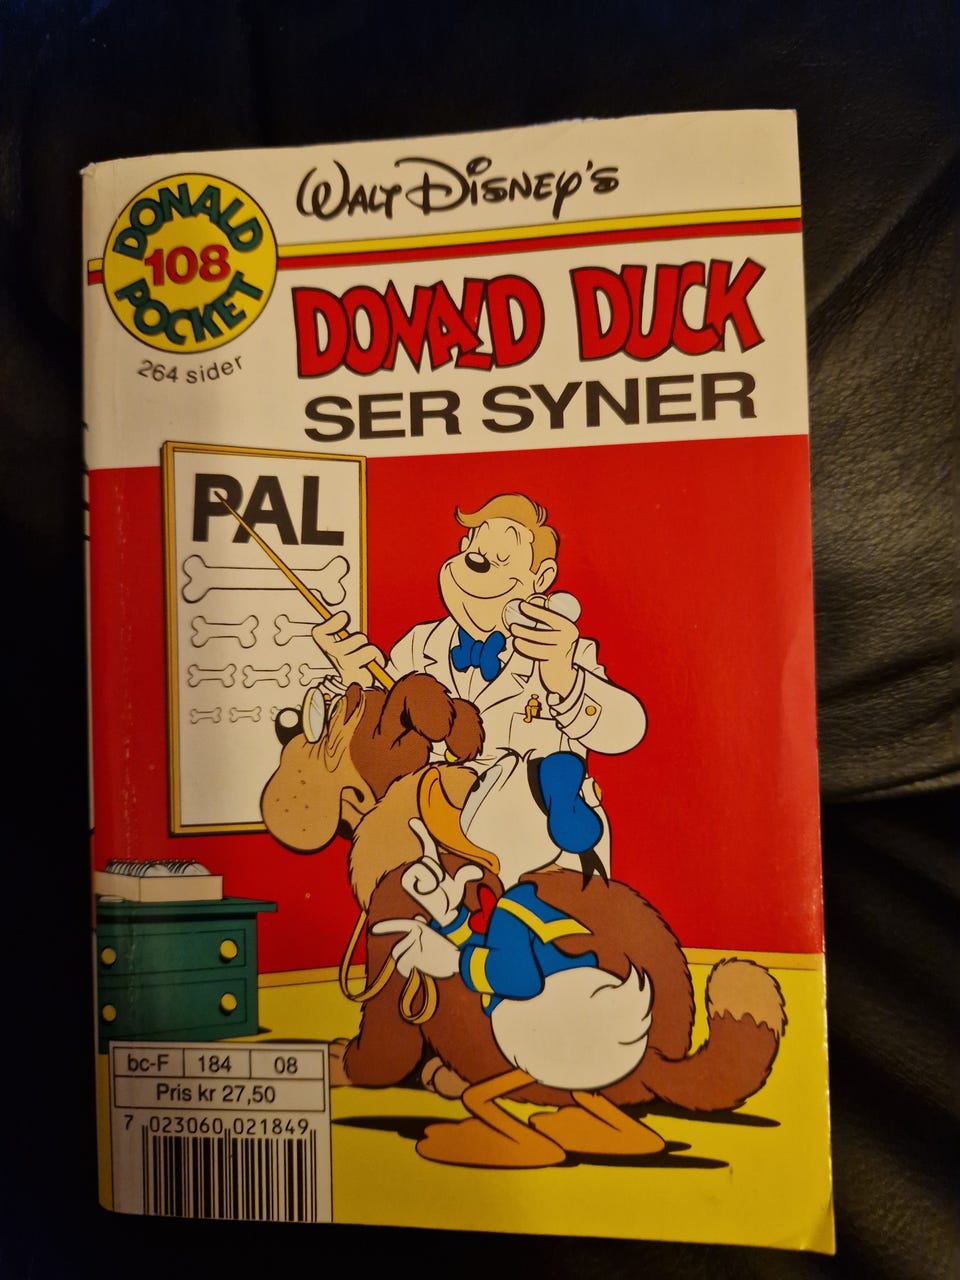 WALT DISNEY'S
DONALD
108
POCKET
264 sider
DONALD DUCK
SER SYNER
PAL
bc-F 184 08
Pris kr 27,50
7 023060 021849